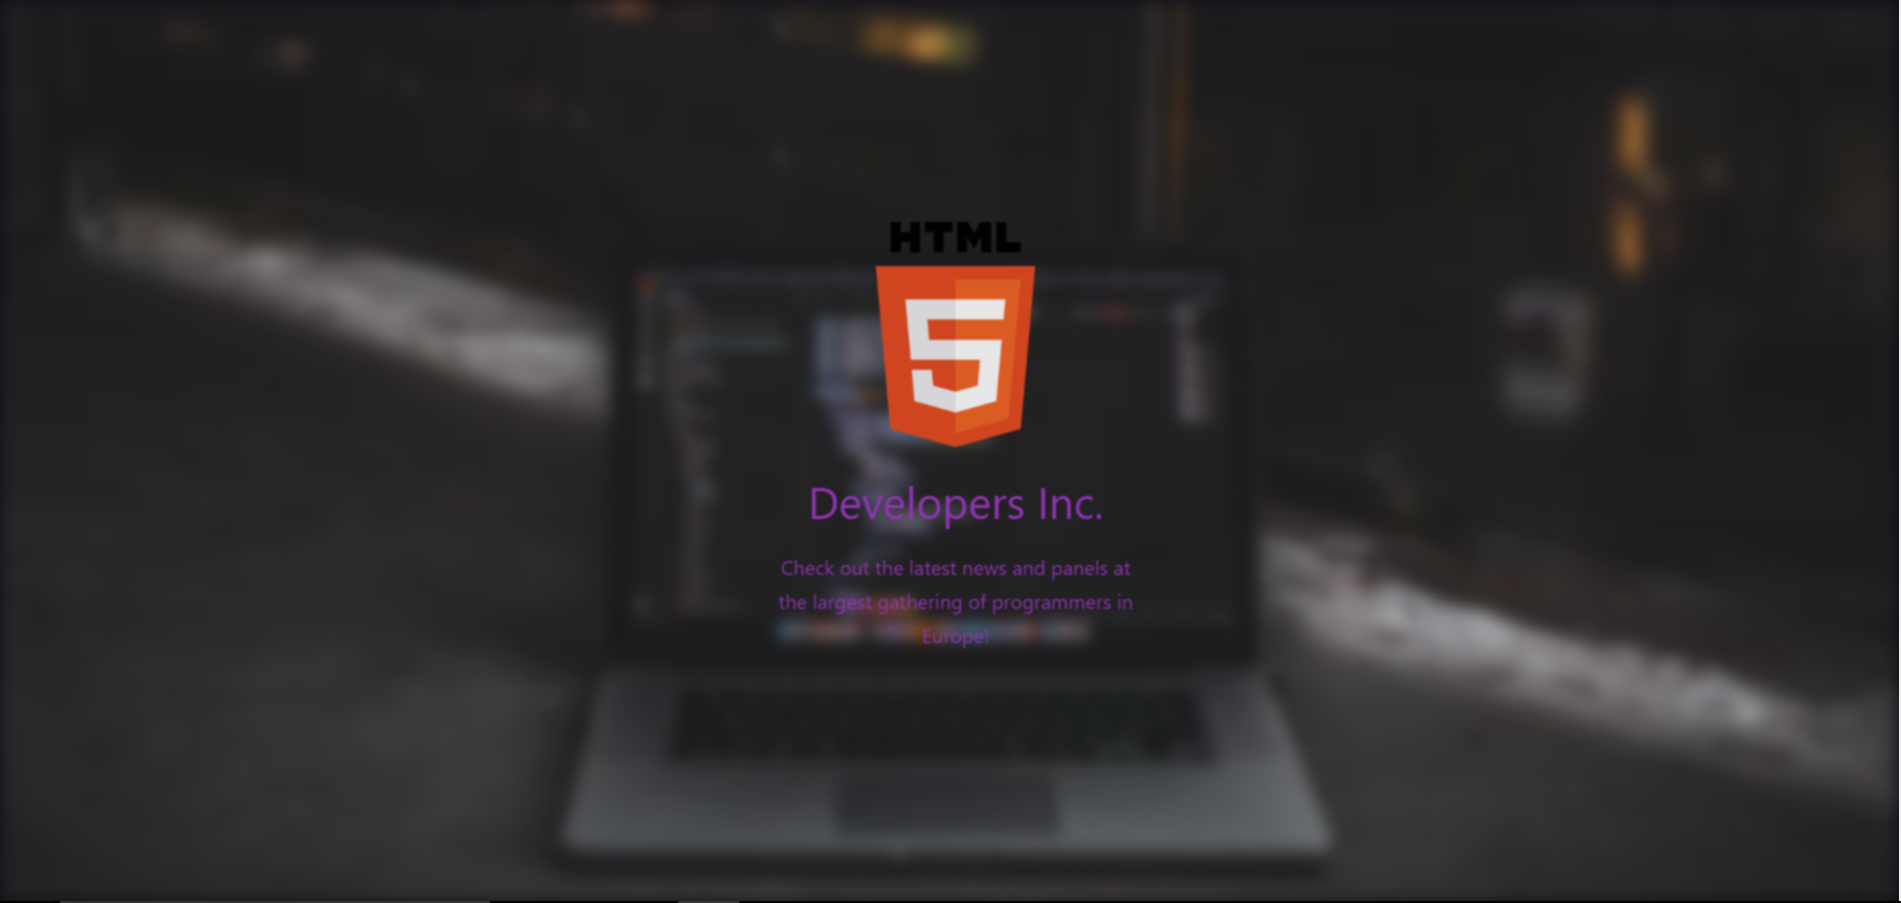 HTML
5
Developers Inc.
Check out the latest news and panels at
the largest gathering of programmers in
Europe!